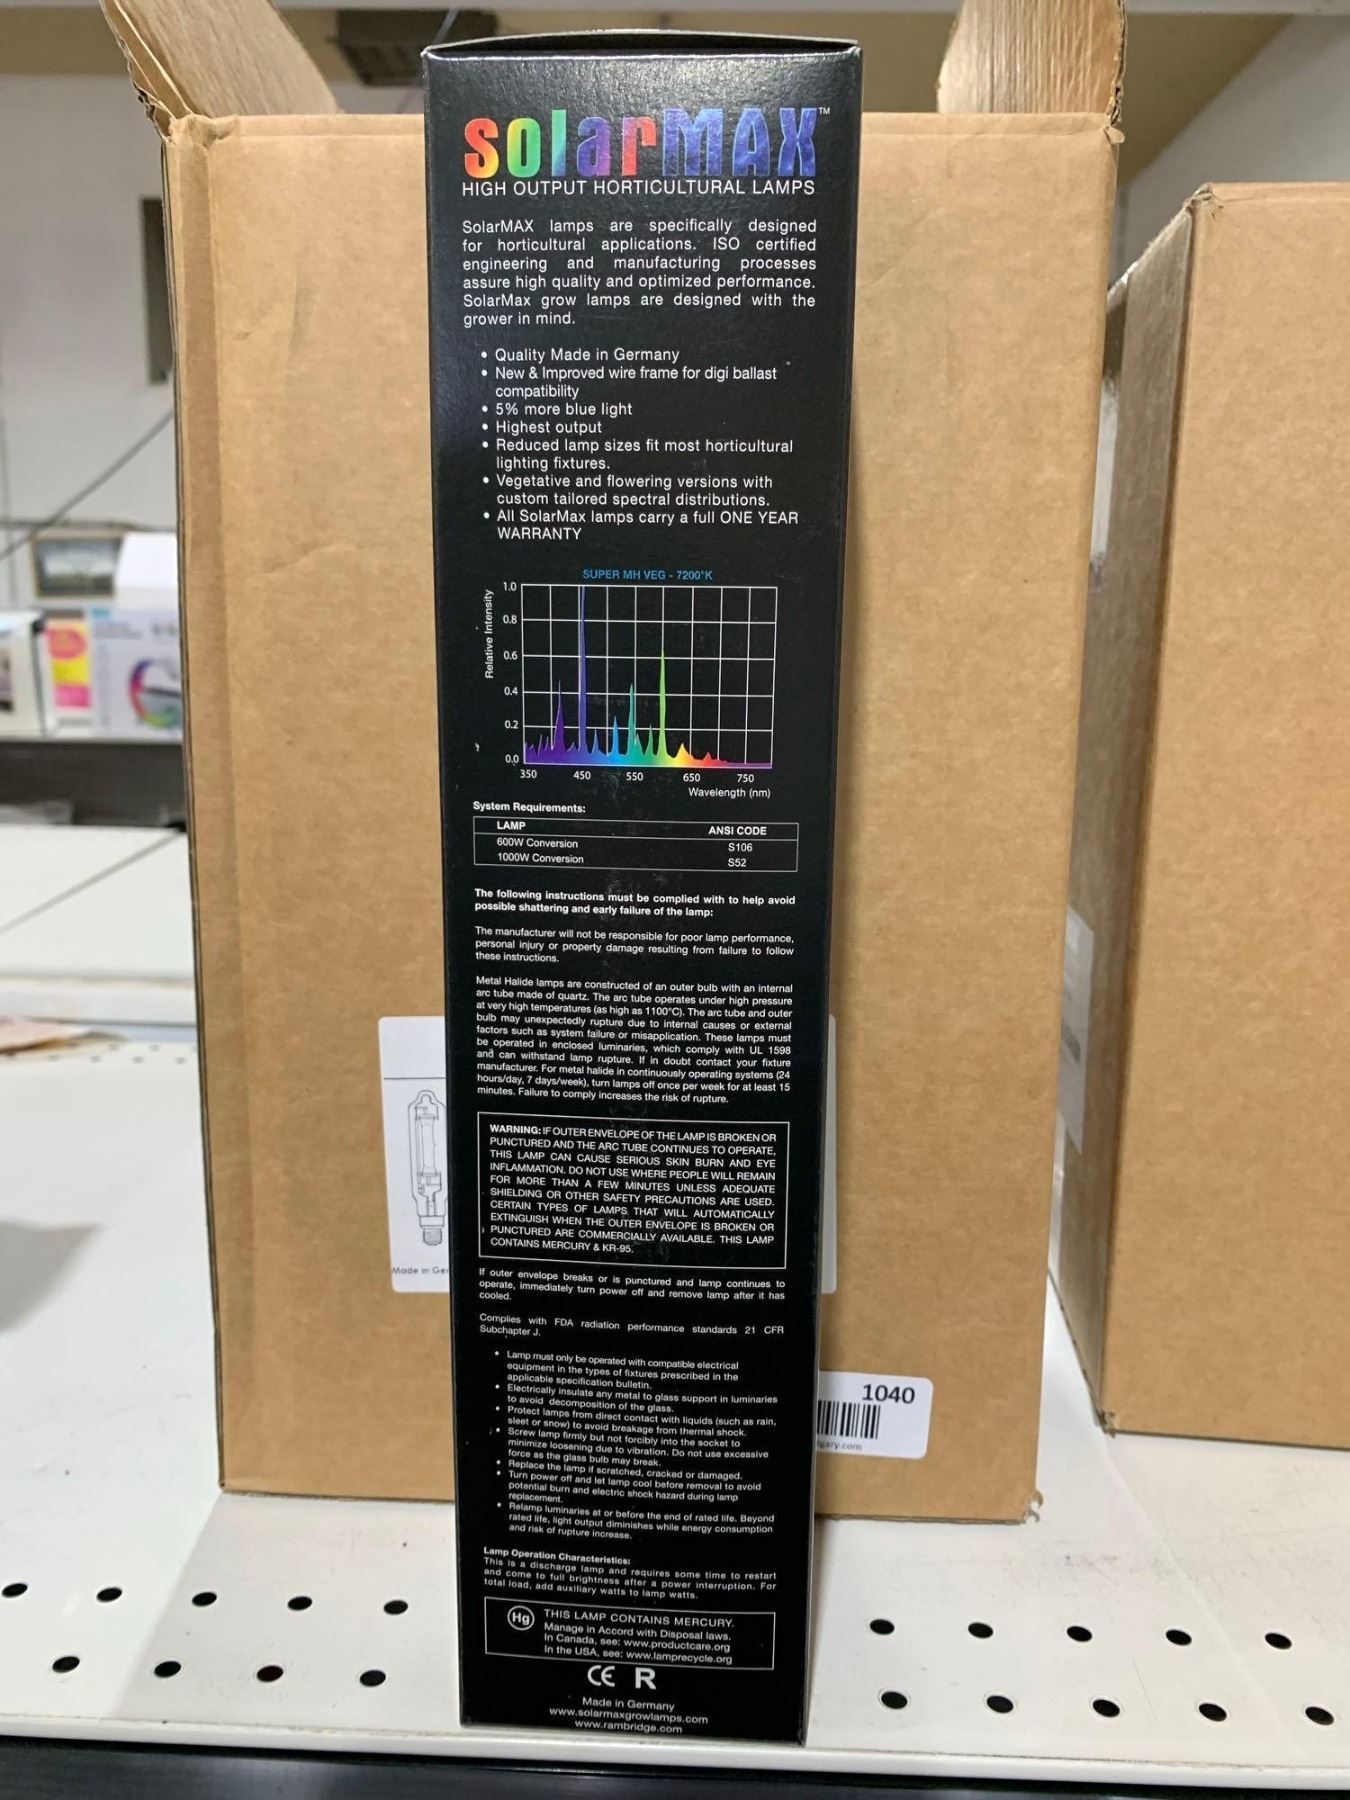 solarMAX™
HIGH OUTPUT HORTICULTURAL LAMPS
SolarMAX lamps are specifically designed
for horticultural applications. ISO certified
engineering and manufacturing processes
assure high quality and optimized performance.
SolarMax grow lamps are designed with the
grower in mind.
• Quality Made in Germany
• New & Improved wire frame for digi ballast
compatibility
• 5% more blue light
• Highest output
• Reduced lamp sizes fit most horticultural
lighting fixtures.
• Vegetative and flowering versions with
custom tailored spectral distributions.
• All SolarMax lamps carry a full ONE YEAR
WARRANTY
SUPER MH VEG - 7200°K
Relative Intensity
1.0
0.8
0.6
0.4
0.2
0.0
350 450 550 650 750
Wavelength (nm)
System Requirements:
LAMP ANSI CODE
600W Conversion S106
1000W Conversion S52
The following instructions must be complied with to help avoid
possible shattering and early failure of the lamp:
The manufacturer will not be responsible for poor lamp performance,
personal injury or property damage resulting from failure to follow
these instructions.
Metal Halide lamps are constructed of an outer bulb with an internal
arc tube made of quartz. The arc tube operates under high pressure
at very high temperatures (as high as 1100°C). The arc tube and outer
bulb may unexpectedly rupture due to internal causes or external
factors such as system failure or misapplication. These lamps must
be operated in enclosed luminaries, which comply with UL 1598
and can withstand lamp rupture. If in doubt contact your fixture
manufacturer. For metal halide in continuously operating systems (24
hours/day, 7 days/week), turn lamps off once per week for at least 15
minutes. Failure to comply increases the risk of rupture.
WARNING: IF OUTER ENVELOPE OF THE LAMP IS BROKEN OR
PUNCTURED AND THE ARC TUBE CONTINUES TO OPERATE,
THIS LAMP CAN CAUSE SERIOUS SKIN BURN AND EYE
INFLAMMATION. DO NOT USE WHERE PEOPLE WILL REMAIN
FOR MORE THAN A FEW MINUTES UNLESS ADEQUATE
SHIELDING OR OTHER SAFETY PRECAUTIONS ARE USED.
CERTAIN TYPES OF LAMPS THAT WILL AUTOMATICALLY
EXTINGUISH WHEN THE OUTER ENVELOPE IS BROKEN OR
PUNCTURED ARE COMMERCIALLY AVAILABLE. THIS LAMP
CONTAINS MERCURY & KR-95.
If outer envelope breaks or is punctured and lamp continues to
operate, immediately turn power off and remove lamp after it has
cooled.
Complies with FDA radiation performance standards 21 CFR
Subchapter J.
• Lamp must only be operated with compatible electrical
equipment in the types of fixtures prescribed in the
applicable specification bulletin.
• Electrically insulate any metal to glass support in luminaries
to avoid decomposition of the glass.
• Protect lamps from direct contact with liquids (such as rain,
sleet or snow) to avoid breakage from thermal shock.
• Screw lamp firmly but not forcibly into the socket to
minimize loosening due to vibration. Do not use excessive
force as the glass bulb may break.
• Replace the lamp if scratched, cracked or damaged.
• Turn power off and let lamp cool before removal to avoid
potential burn and electric shock hazard during lamp
replacement.
• Relamp luminaries at or before the end of rated life. Beyond
rated life, light output diminishes while energy consumption
and risk of rupture increase.
Lamp Operation Characteristics:
This is a discharge lamp and requires some time to restart
and come to full brightness after a power interruption. For
total load, add auxiliary watts to lamp watts.
Hg
THIS LAMP CONTAINS MERCURY.
Manage in Accord with Disposal laws.
In Canada, see: www.productcare.org
In the USA, see: www.lamprecycle.org
CE R
Made in Germany
www.solarmaxgrowlamps.com
www.rambridge.com
Made in Ger
1040
gary.com